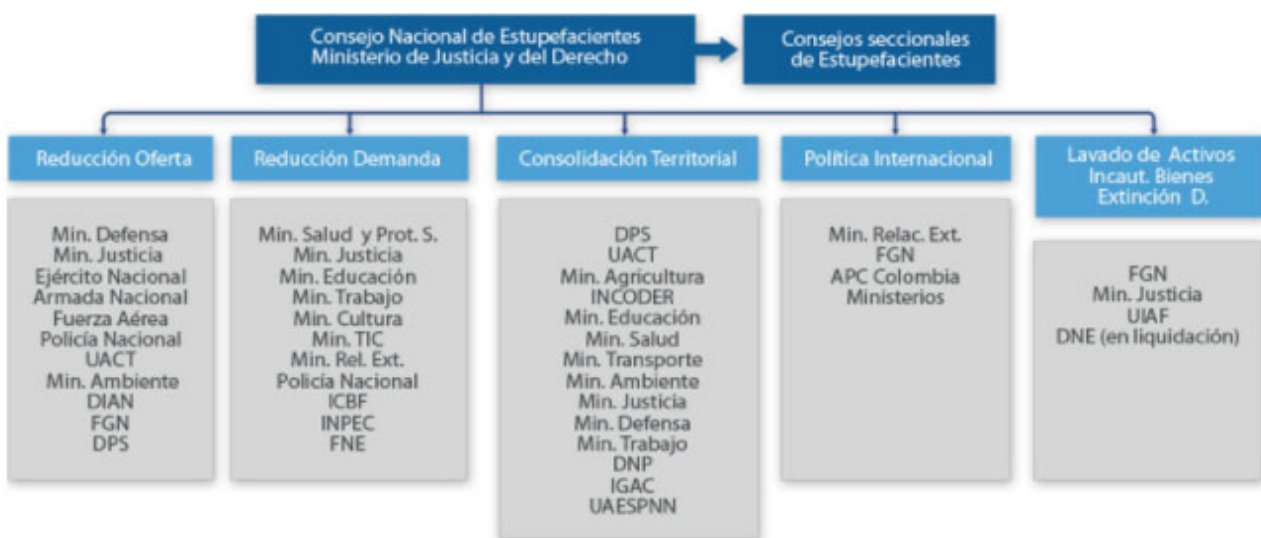 Consejo Nacional de Estupefacientes
Ministerio de Justicia y del Derecho
Consejos seccionales
de Estupefacientes
Reducción Oferta
Min. Defensa
Min. Justicia
Ejército Nacional
Armada Nacional
Fuerza Aérea
Policía Nacional
UACT
Min. Ambiente
DIAN
FGN
DPS
Reducción Demanda
Min. Salud y Prot. S.
Min. Justicia
Min. Educación
Min. Trabajo
Min. Cultura
Min. TIC
Min. Rel. Ext.
Policía Nacional
ICBF
INPEC
FNE
Consolidación Territorial
DPS
UACT
Min. Agricultura
INCODER
Min. Educación
Min. Salud
Min. Transporte
Min. Ambiente
Min. Justicia
Min. Defensa
Min. Trabajo
DNP
IGAC
UAESPNN
Política Internacional
Min. Relac. Ext.
FGN
APC Colombia
Ministerios
Lavado de Activos
Incaut. Bienes
Extinción D.
FGN
Min. Justicia
UIAF
DNE (en liquidación)